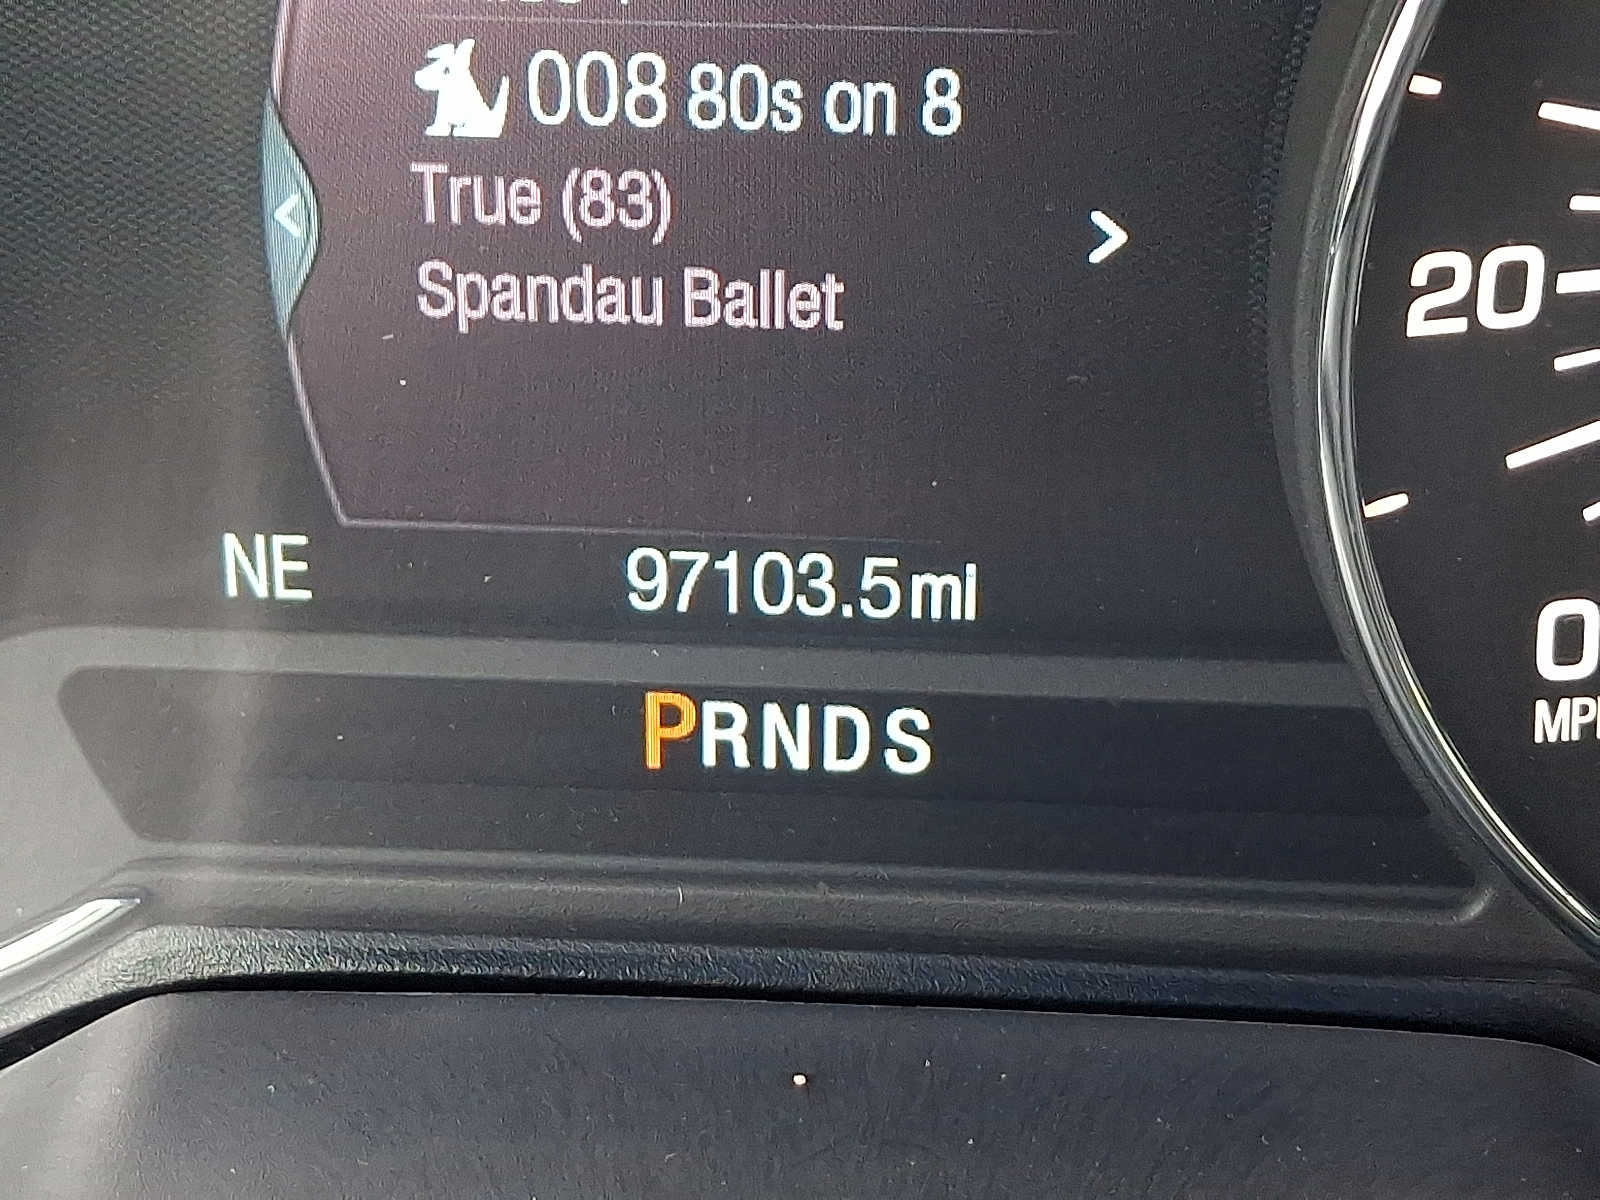 008 80s on 8
True (83)
Spandau Ballet
20
NE 97103.5 mi
0
PRNDS